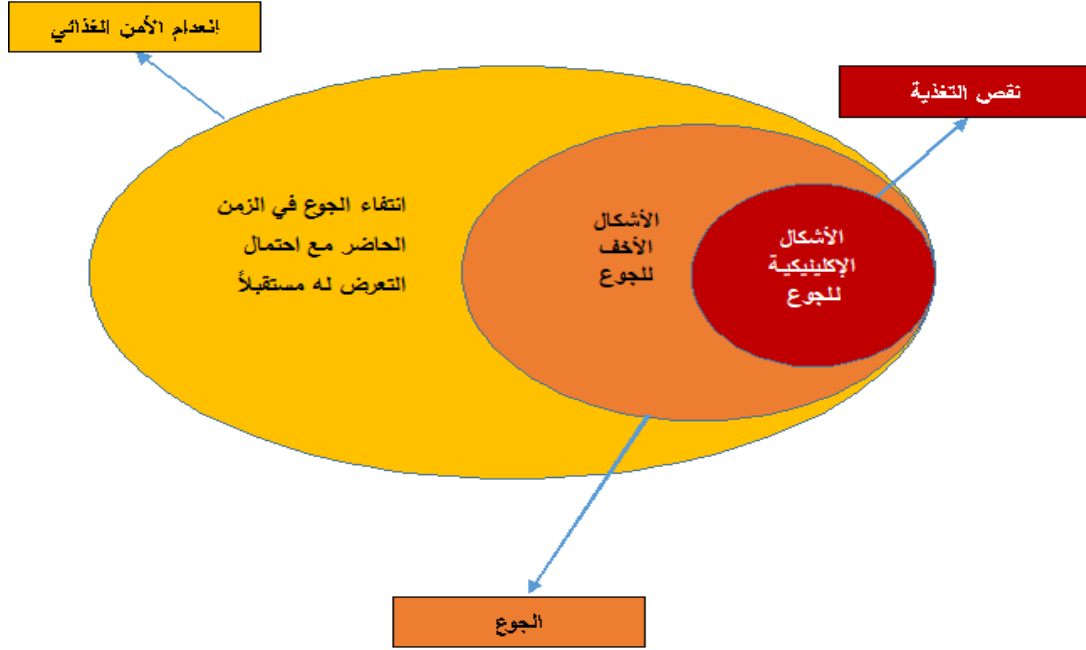 إنعدام الأمن الغذائي
نقص التغذية
انتفاء الجوع في الزمن
الحاضر مع احتمال
التعرض له مستقبلاً
الأشكال
الأخف
للجوع
الأشكال
الإكلينيكية
للجوع
الجوع